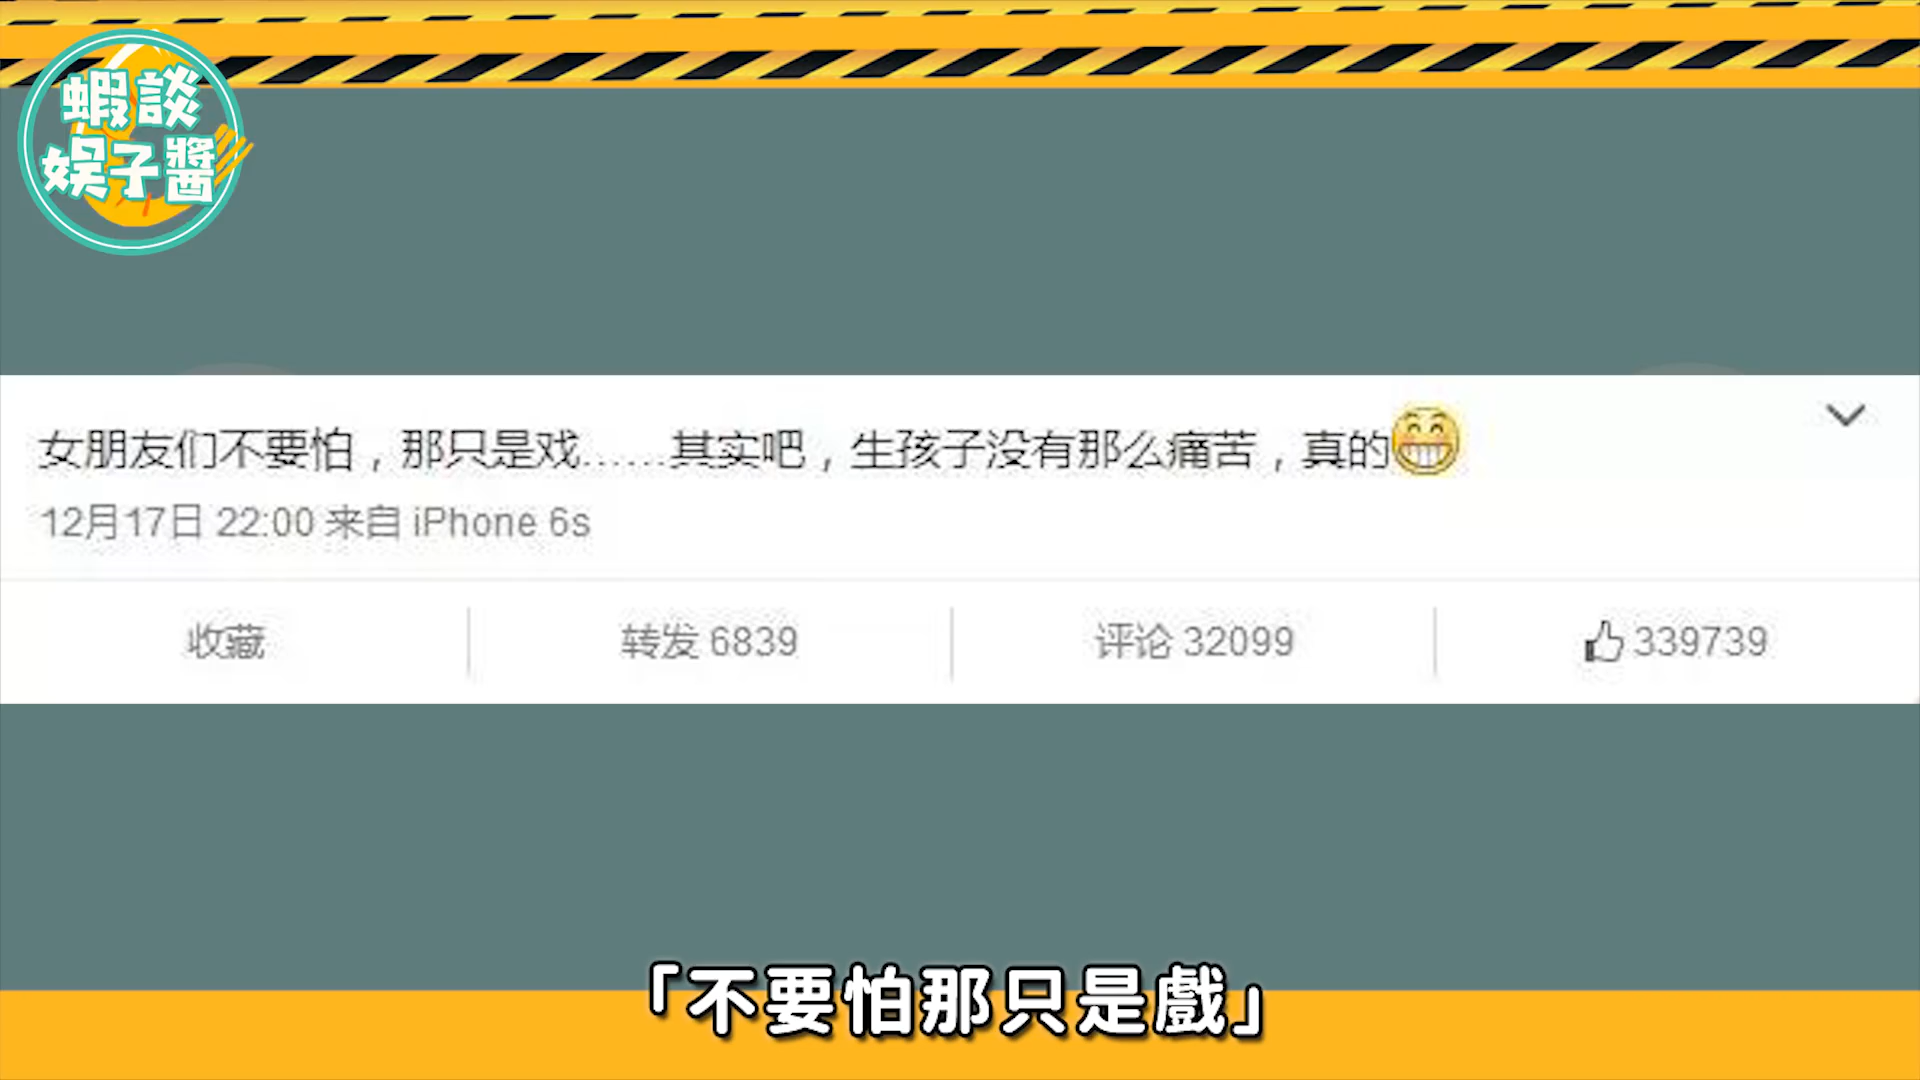 蝦談
娱子醬
女朋友们不要怕，那只是戏……其实吧，生孩子没有那么痛苦，真的
12月17日 22:00 来自 iPhone 6s
收藏 转发 6839 评论 32099 339739
「不要怕那只是戲」